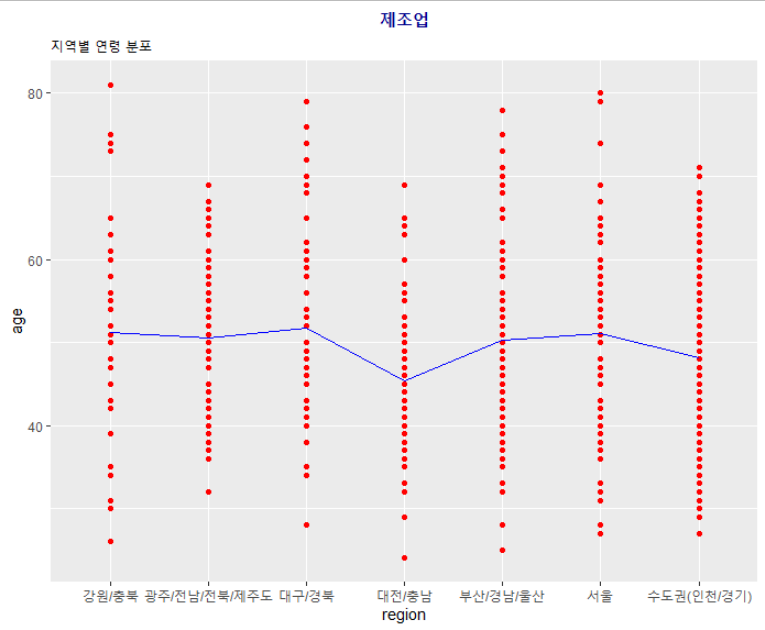 제조업
지역별 연령 분포
80
60
40
age
강원/충북 광주/전남/전북/제주도 대구/경북 대전/충남 부산/경남/울산 서울 수도권(인천/경기)
region